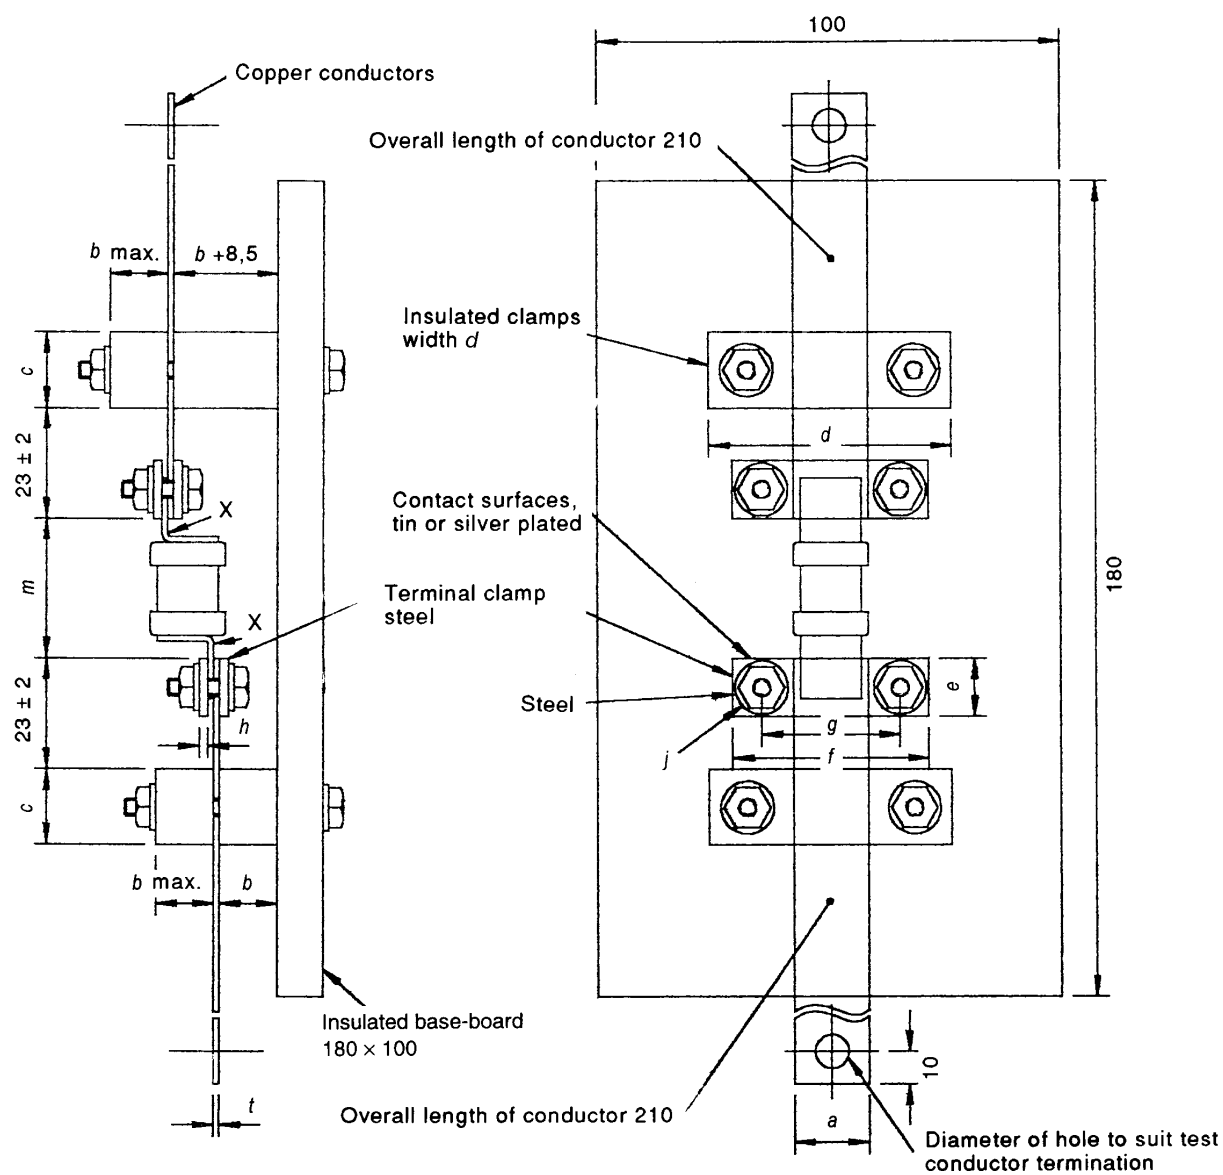 100
Copper conductors
Overall length of conductor 210
b max.
b +8,5
Insulated clamps
width d
c
d
23 ± 2
Contact surfaces,
tin or silver plated
X
m
180
Terminal clamp
steel
X
e
Steel
23 ± 2
h
g
j
f
c
b max.
b
Insulated base-board
180 × 100
10
t
Overall length of conductor 210
a
Diameter of hole to suit test
conductor termination